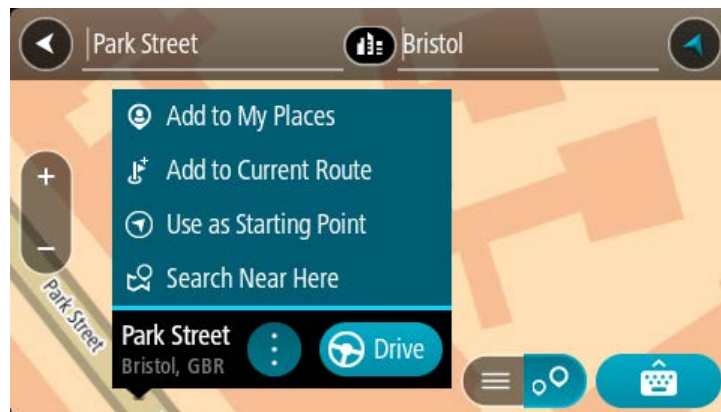 Park Street
Bristol
Add to My Places
Add to Current Route
Use as Starting Point
Search Near Here
Park Street
Park Street
Bristol, GBR
Drive